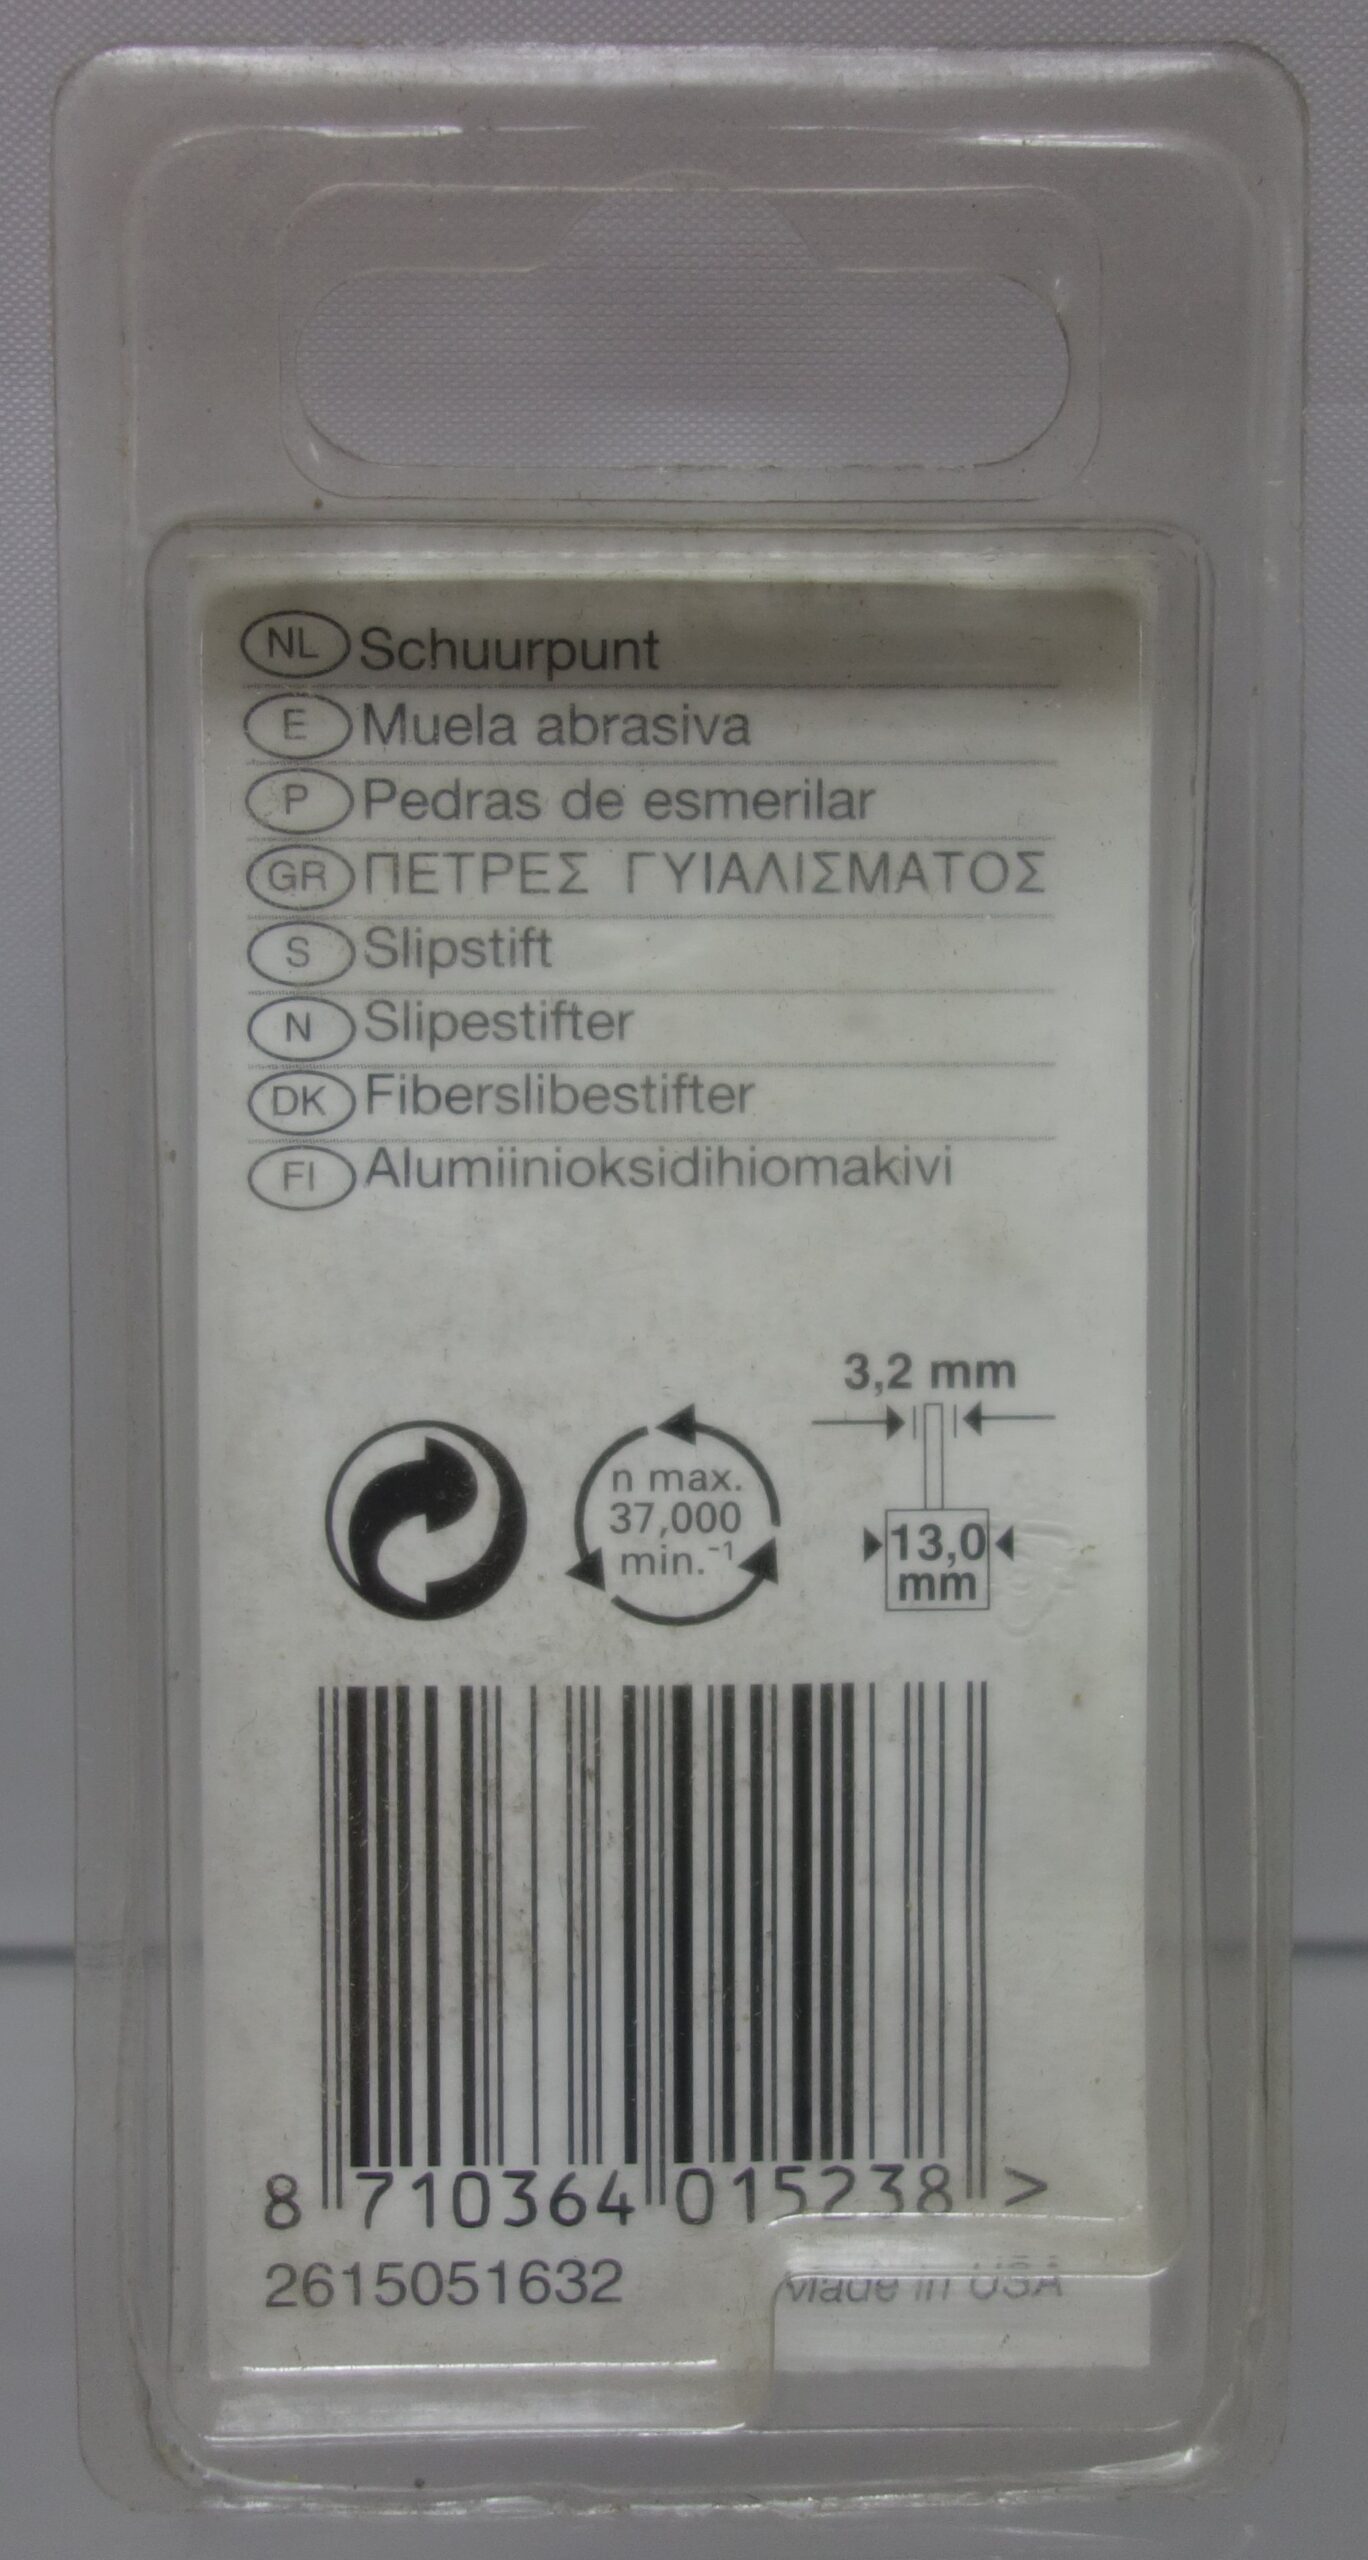 NL Schuurpunt
E Muela abrasiva
P Pedras de esmerilar
GR ΠΕΤΡΕΣ ΓΥΙΑΛΙΣΜΑΤΟΣ
S Slipstift
N Slipestifter
DK Fiberslibestifter
FI Alumiinioksidihiomakivi
3,2 mm
n max.
37,000
min.⁻¹
13,0
mm
8 710364 015238 >
2615051632 Made in USA